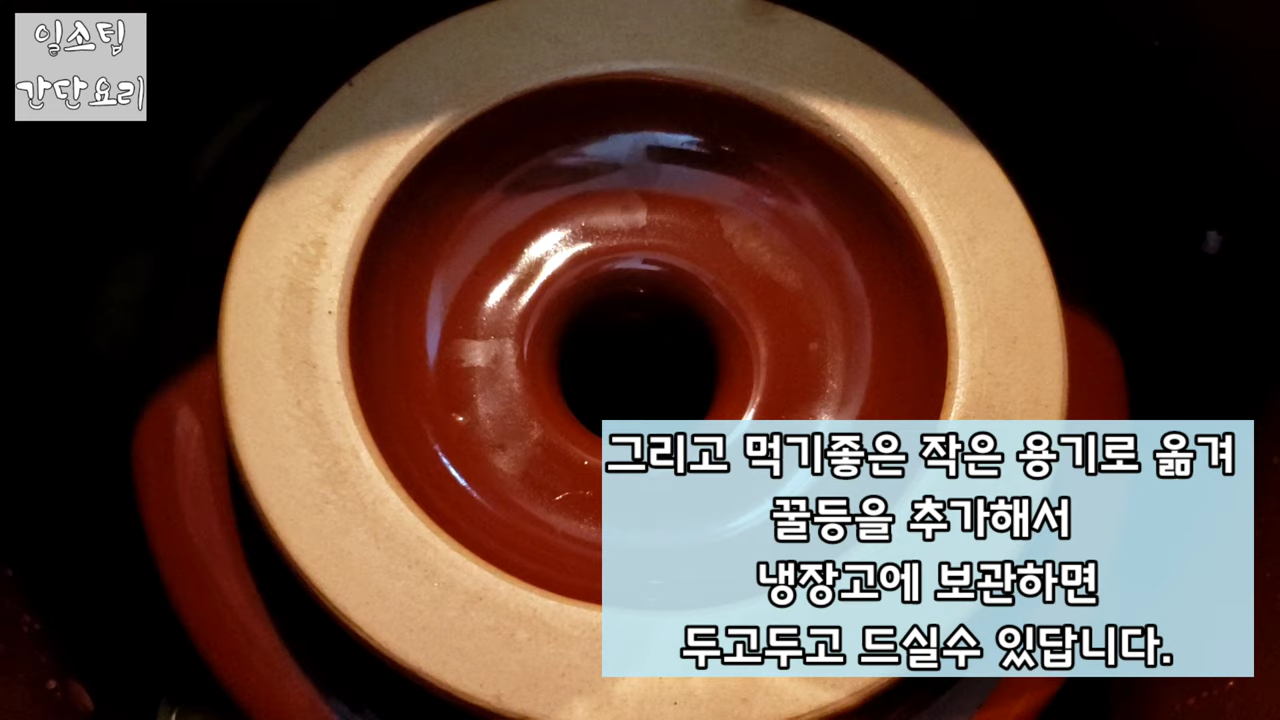 일소팁
간단요리
그리고 먹기좋은 작은 용기로 옮겨
꿀등을 추가해서
냉장고에 보관하면
두고두고 드실수 있답니다.